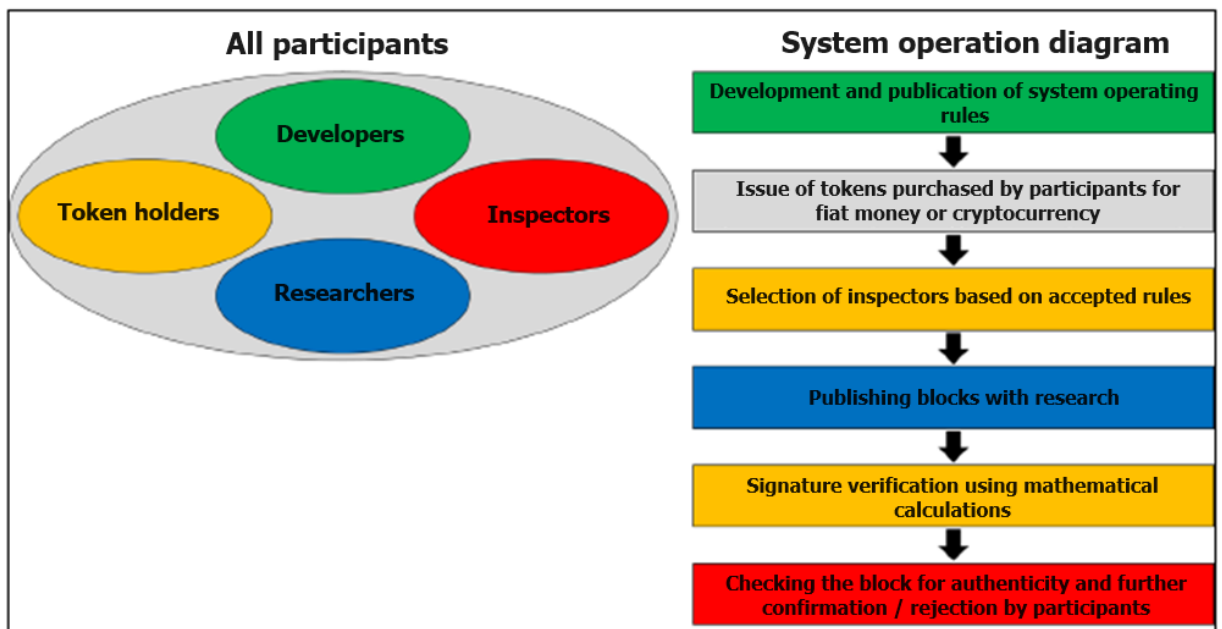 All participants
Developers
Token holders
Inspectors
Researchers
System operation diagram
Development and publication of system operating
rules
Issue of tokens purchased by participants for
fiat money or cryptocurrency
Selection of inspectors based on accepted rules
Publishing blocks with research
Signature verification using mathematical
calculations
Checking the block for authenticity and further
confirmation / rejection by participants